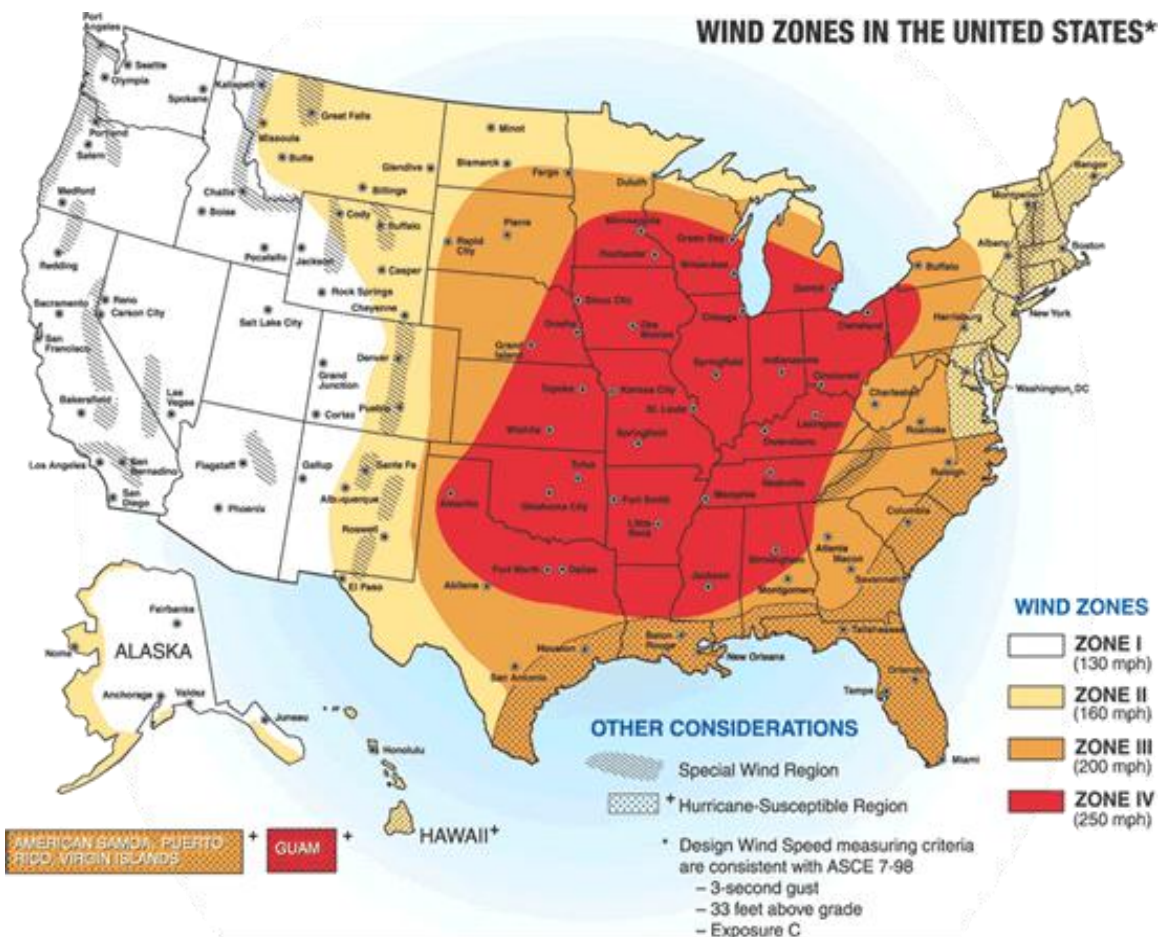 WIND ZONES IN THE UNITED STATES*
Port
Angeles
Seattle
Olympia
Spokane
Kalispell
Great Falls
Portland
Salem
Missoula
Butte
Glendive
Billings
Minot
Bismarck
Fargo
Duluth
Bangor
Medford
Challis
Boise
Cody
Buffalo
Pierre
Rapid
City
Minneapolis
Rochester
Green Bay
Milwaukee
Albany
Boston
Buffalo
Redding
Pocatello
Jackson
Casper
Rock Springs
Cheyenne
Sioux City
Detroit
New York
Sacramento
Reno
Carson City
San
Francisco
Salt Lake City
Omaha
Des
Moines
Chicago
Cleveland
Harrisburg
Grand
Island
Denver
Grand
Junction
Springfield
Indianapolis
Cincinnati
Washington, DC
Bakersfield
Las
Vegas
Cortez
Pueblo
Topeka
Kansas City
St. Louis
Charleston
Wichita
Springfield
Lexington
Roanoke
Los Angeles
San
Bernadino
Flagstaff
Gallup
Santa Fe
Tulsa
Nashville
Raleigh
San
Diego
Albuquerque
Amarillo
Oklahoma City
Fort Smith
Memphis
Phoenix
Roswell
Little
Rock
Columbia
Atlanta
Macon
Birmingham
El Paso
Abilene
Fort Worth
Dallas
Jackson
Montgomery
Savannah
Houston
Baton
Rouge
New Orleans
Tallahassee
San Antonio
Orlando
Tampa
Miami
Fairbanks
Nome
ALASKA
Anchorage
Valdez
Juneau
Honolulu
HAWAII+
AMERICAN SAMOA, PUERTO
RICO, VIRGIN ISLANDS
+
GUAM
+
OTHER CONSIDERATIONS
Special Wind Region
+ Hurricane-Susceptible Region
* Design Wind Speed measuring criteria
are consistent with ASCE 7-98
– 3-second gust
– 33 feet above grade
– Exposure C
WIND ZONES
ZONE I
(130 mph)
ZONE II
(160 mph)
ZONE III
(200 mph)
ZONE IV
(250 mph)